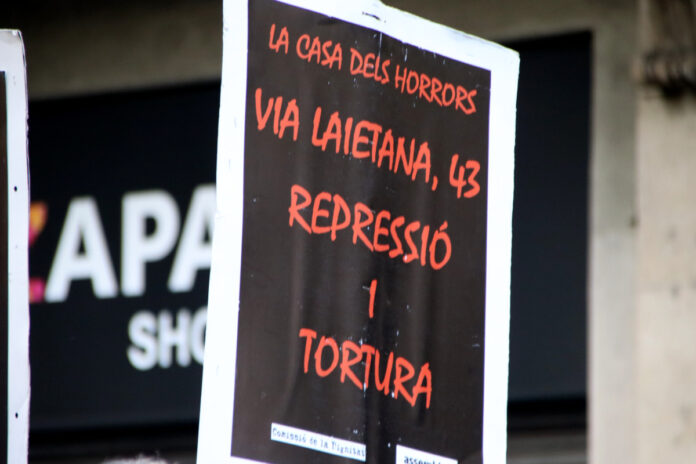 LA CASA DELS HORRORS
VIA LAIETANA, 43
REPRESSIÓ
I
TORTURA
Comissió de la Dignitat
ZAPA
SHO